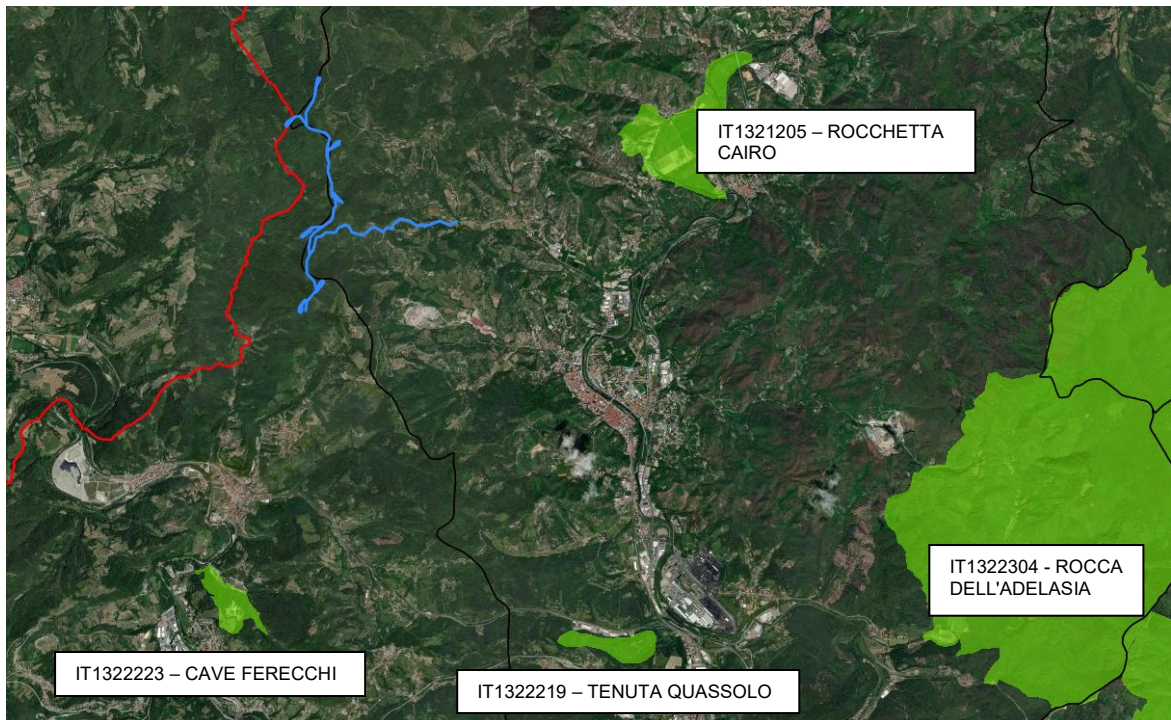 IT1321205 – ROCCHETTA
CAIRO
IT1322304 - ROCCA
DELL'ADELASIA
IT1322223 – CAVE FERECCHI
IT1322219 – TENUTA QUASSOLO